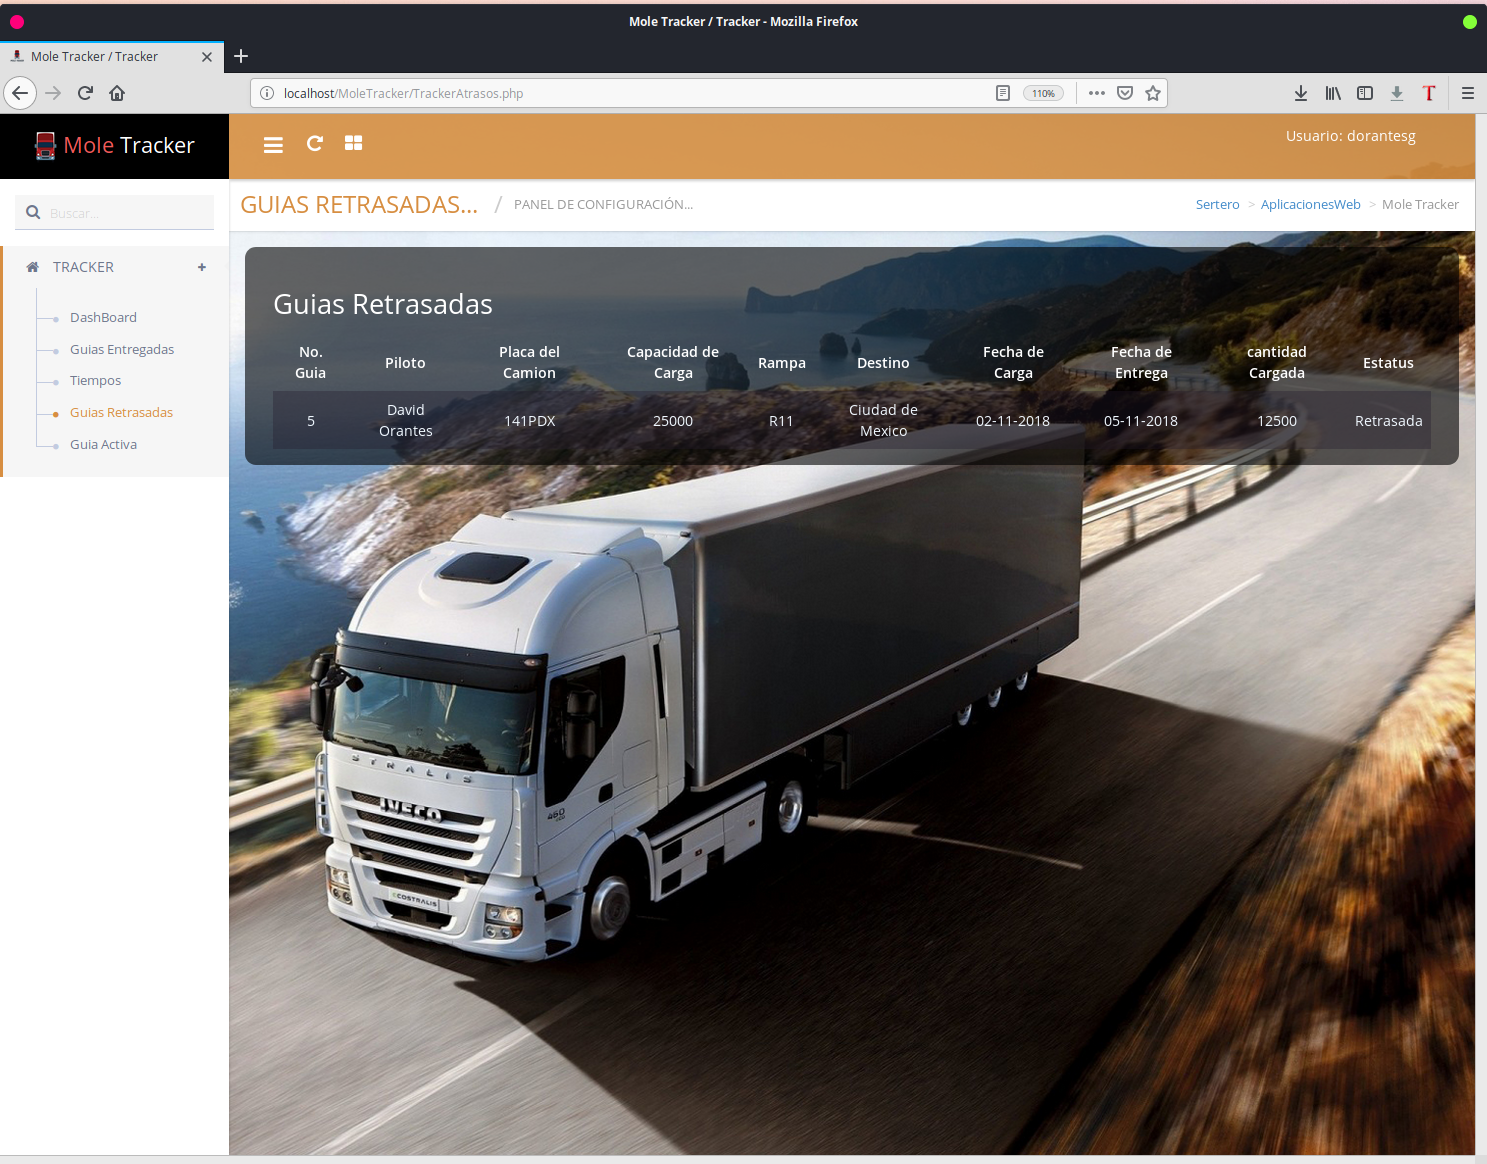 Mole Tracker / Tracker - Mozilla Firefox
Mole Tracker / Tracker
localhost/MoleTracker/TrackerAtrasos.php
110%
Mole Tracker
Usuario: dorantesg
Buscar...
GUIAS RETRASADAS... / PANEL DE CONFIGURACIÓN...
Sertero > AplicacionesWeb > Mole Tracker
TRACKER
DashBoard
Guias Entregadas
Tiempos
Guias Retrasadas
Guia Activa
Guias Retrasadas
No. Guia Piloto Placa del Camion Capacidad de Carga Rampa Destino Fecha de Carga Fecha de Entrega cantidad Cargada Estatus
5 David Orantes 141PDX 25000 R11 Ciudad de Mexico 02-11-2018 05-11-2018 12500 Retrasada
STRALIS
IVECO
460
ECOSTRALIS